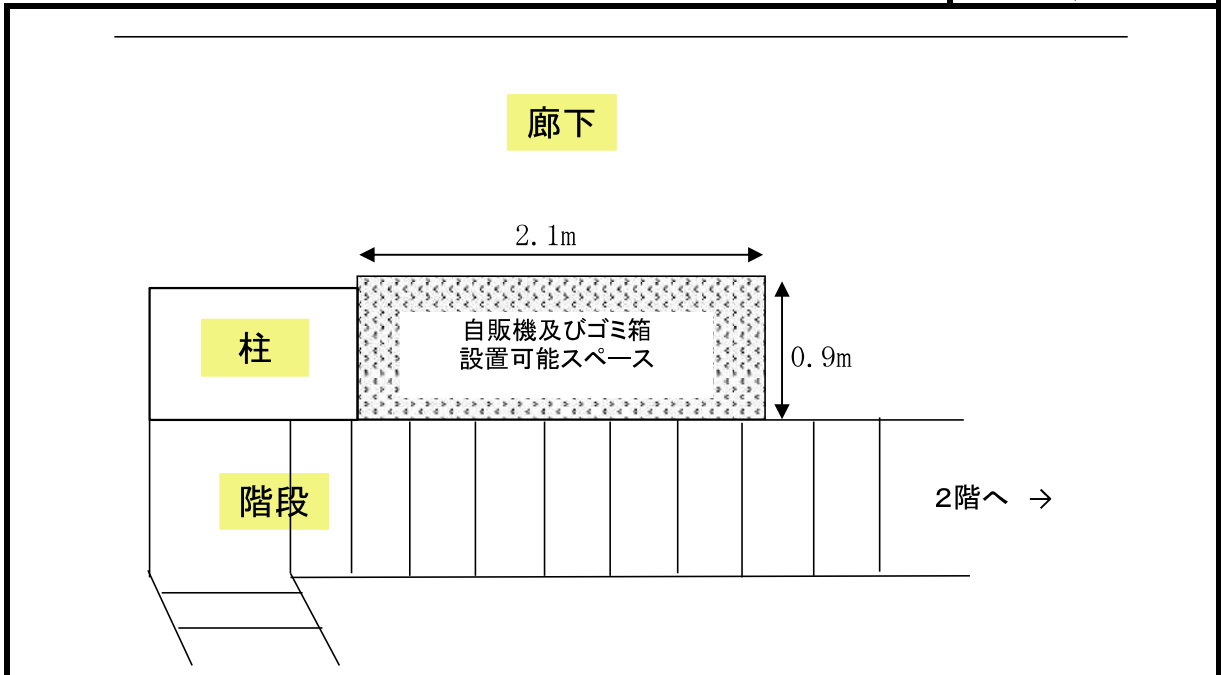 廊下
2.1m
柱
自販機及びゴミ箱
設置可能スペース
0.9m
階段
2階へ →